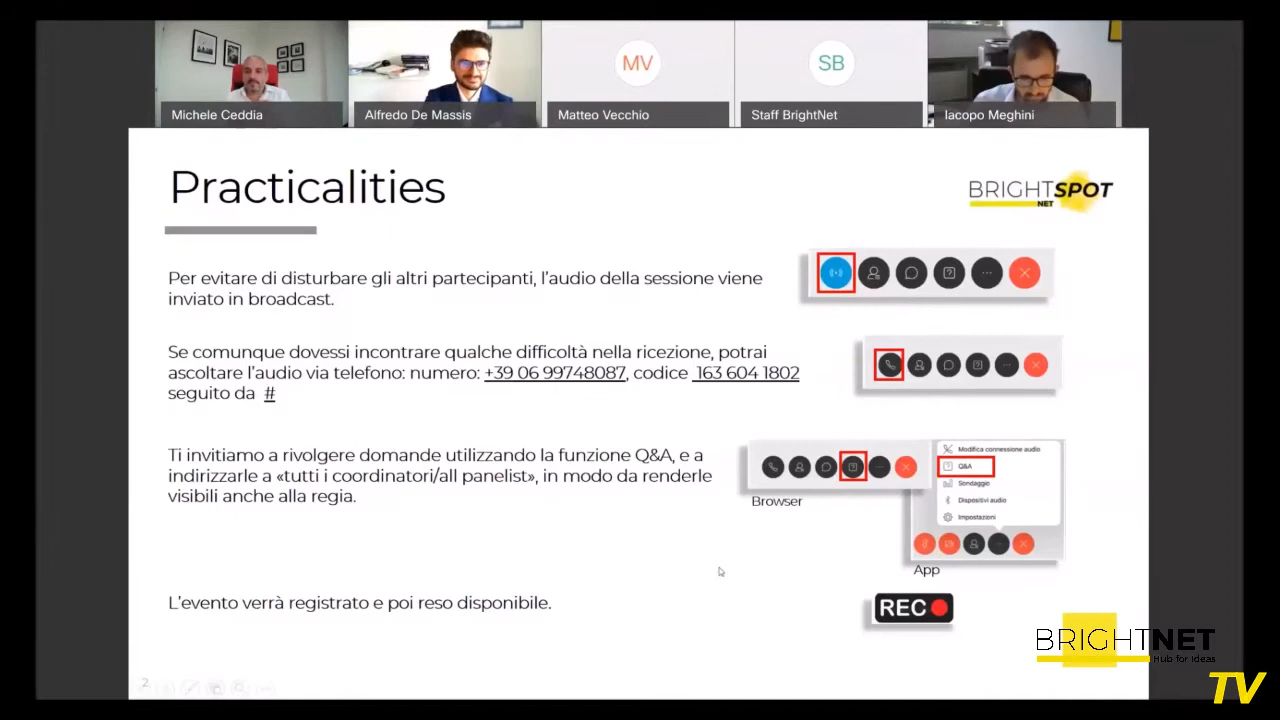 MV
SB
Michele Ceddia
Alfredo De Massis
Matteo Vecchio
Staff BrightNet
Iacopo Meghini
Practicalities
BRIGHTSPOT
NET
Per evitare di disturbare gli altri partecipanti, l'audio della sessione viene
inviato in broadcast.
Se comunque dovessi incontrare qualche difficoltà nella ricezione, potrai
ascoltare l'audio via telefono: numero: +39 06 99748087, codice 163 604 1802
seguito da #
Ti invitiamo a rivolgere domande utilizzando la funzione Q&A, e a
indirizzarle a «tutti i coordinatori/all panelist», in modo da renderle
visibili anche alla regia.
Modifica connessione audio
Q&A
Sondaggio
Dispositivi audio
Impostazioni
Browser
App
L'evento verrà registrato e poi reso disponibile.
REC
BRIGHTNET
Hub for Ideas
TV
2